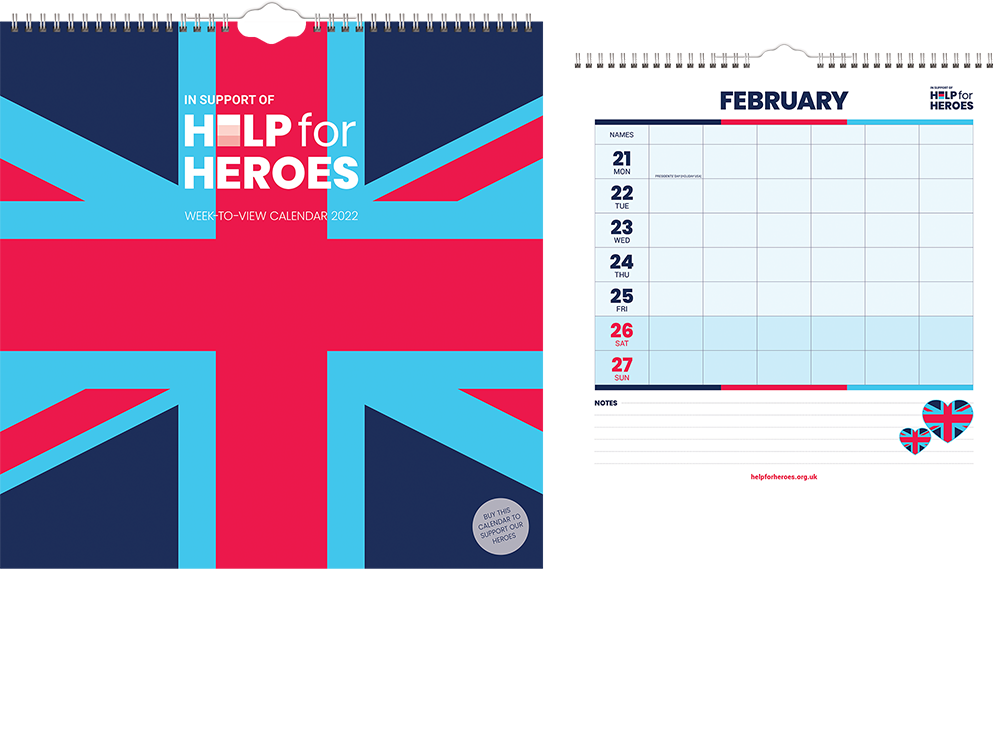 IN SUPPORT OF
HELP for
HEROES
WEEK-TO-VIEW CALENDAR 2022
BUY THIS
CALENDAR TO
SUPPORT OUR
HEROES
FEBRUARY
IN SUPPORT OF
HELP for
HEROES
NAMES
21
MON
PRESIDENTS' DAY (HOLIDAY USA)
22
TUE
23
WED
24
THU
25
FRI
26
SAT
27
SUN
NOTES
helpforheroes.org.uk